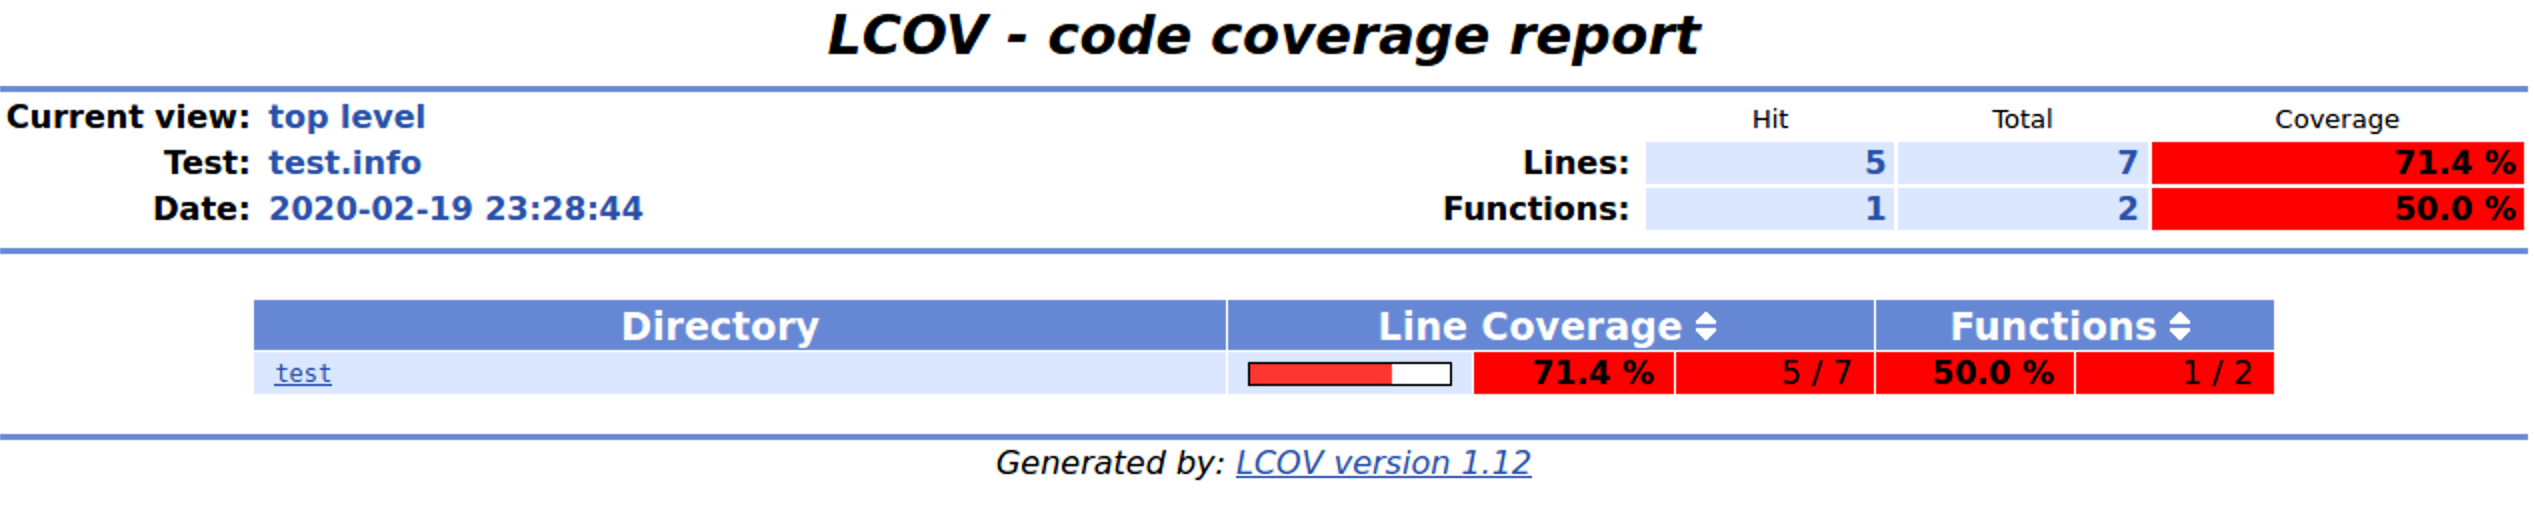 LCOV - code coverage report
Current view: top level
Hit Total Coverage
Test: test.info
Lines: 5 7 71.4 %
Date: 2020-02-19 23:28:44
Functions: 1 2 50.0 %
Directory Line Coverage Functions
test 71.4 % 5 / 7 50.0 % 1 / 2
Generated by: LCOV version 1.12